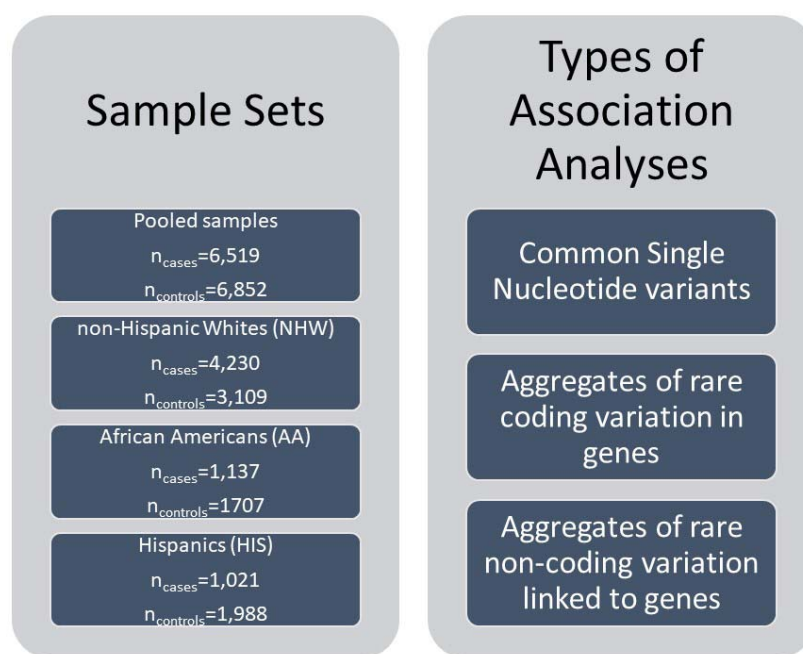 Sample Sets
Pooled samples
ncases=6,519
ncontrols=6,852
non-Hispanic Whites (NHW)
ncases=4,230
ncontrols=3,109
African Americans (AA)
ncases=1,137
ncontrols=1707
Hispanics (HIS)
ncases=1,021
ncontrols=1,988
Types of
Association
Analyses
Common Single
Nucleotide variants
Aggregates of rare
coding variation in
genes
Aggregates of rare
non-coding variation
linked to genes